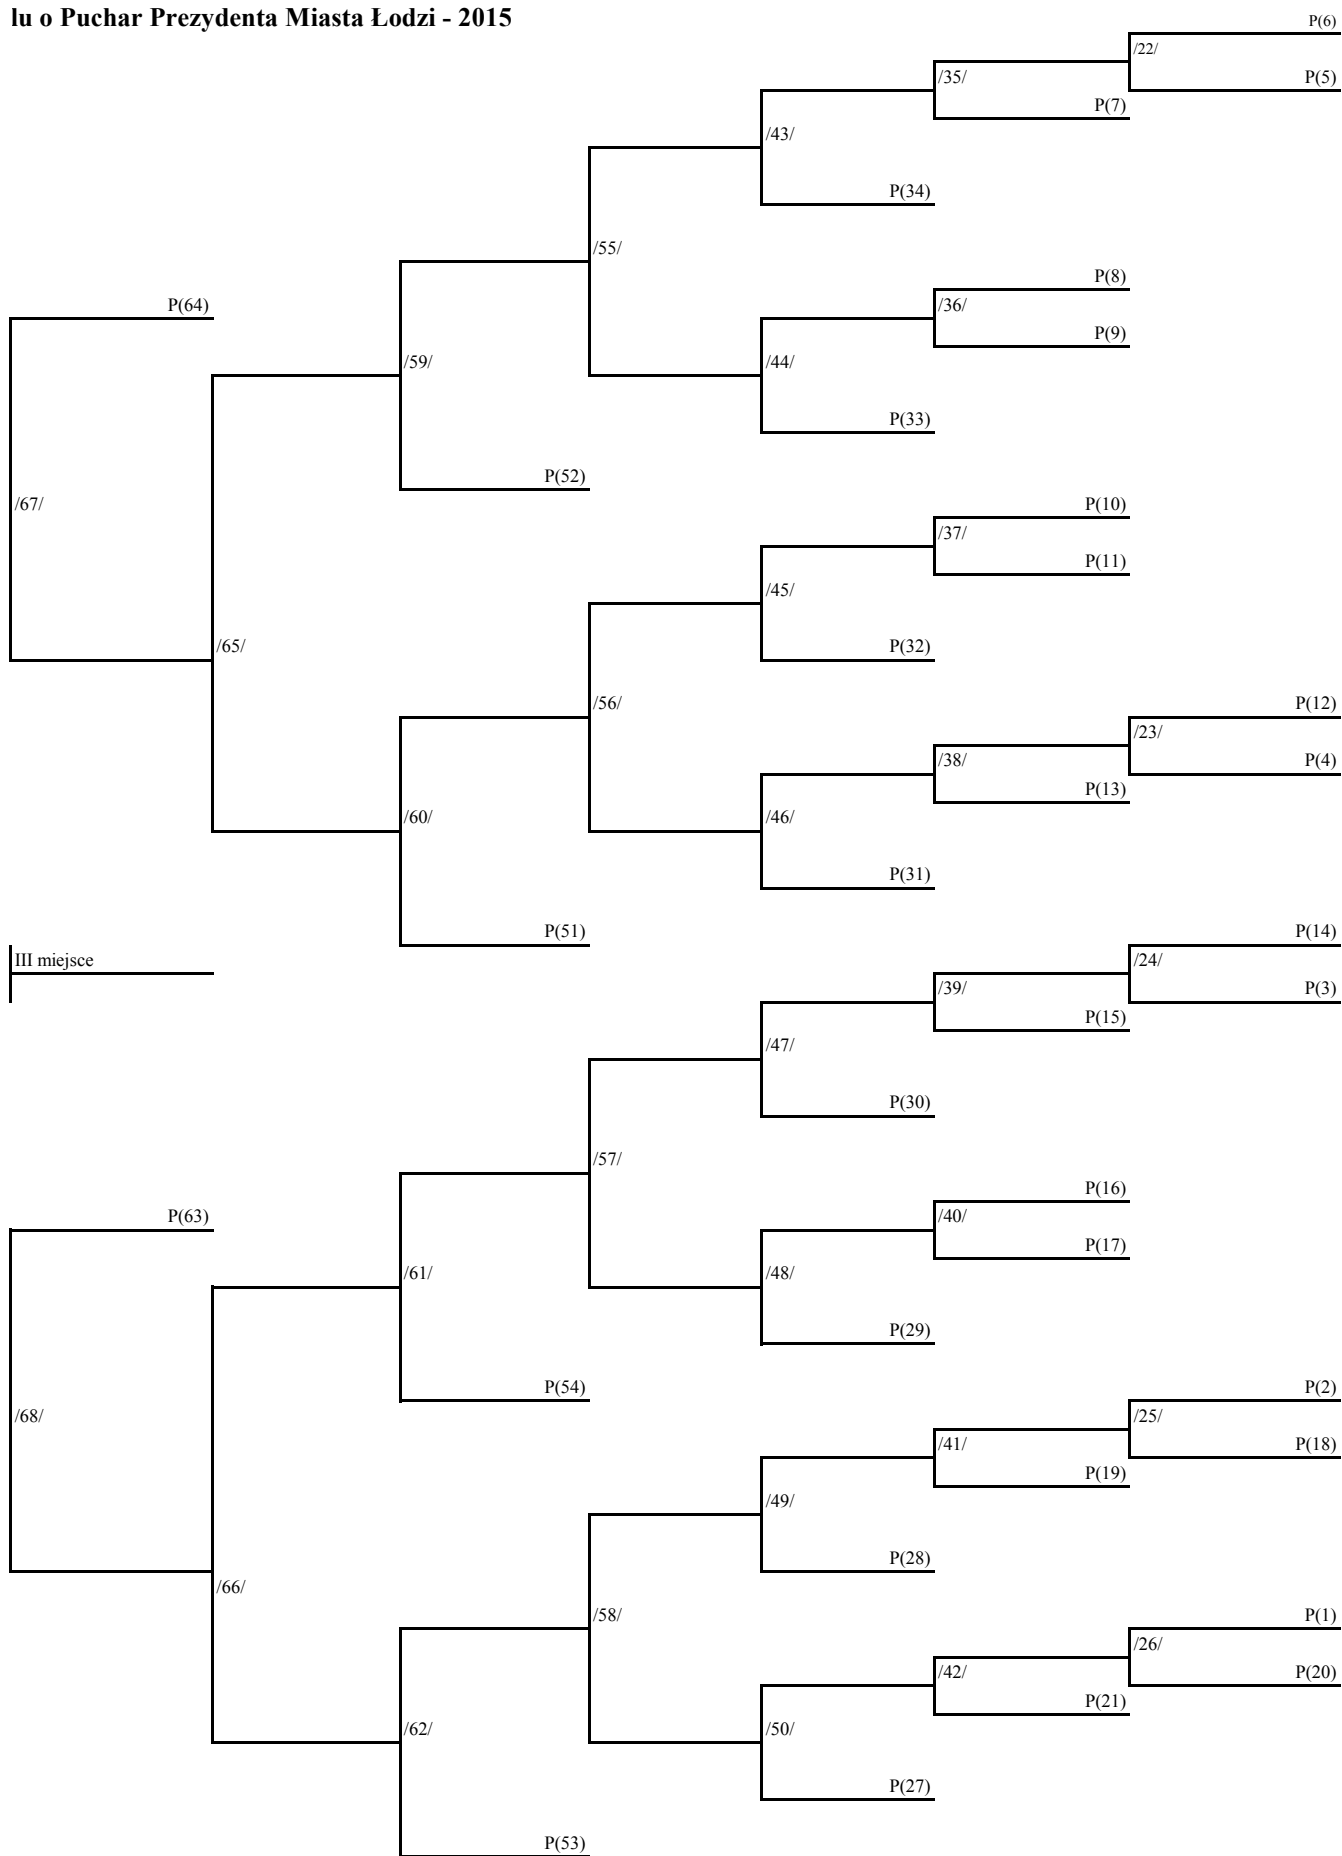 lu o Puchar Prezydenta Miasta Łodzi - 2015
P(6)
/22/
P(5)
/35/
P(7)
/43/
P(34)
/55/
P(8)
/36/
P(9)
P(64)
/59/
/44/
P(33)
P(52)
/67/
P(10)
/37/
P(11)
/45/
P(32)
/65/
/56/
P(12)
/23/
P(4)
/38/
P(13)
/60/
/46/
P(31)
P(51)
III miejsce
P(14)
/24/
P(3)
/39/
P(15)
/47/
P(30)
/57/
P(16)
/40/
P(17)
P(63)
/61/
/48/
P(29)
P(54)
/68/
P(2)
/25/
P(18)
/41/
P(19)
/49/
P(28)
/66/
/58/
P(1)
/26/
P(20)
/42/
P(21)
/62/
/50/
P(27)
P(53)